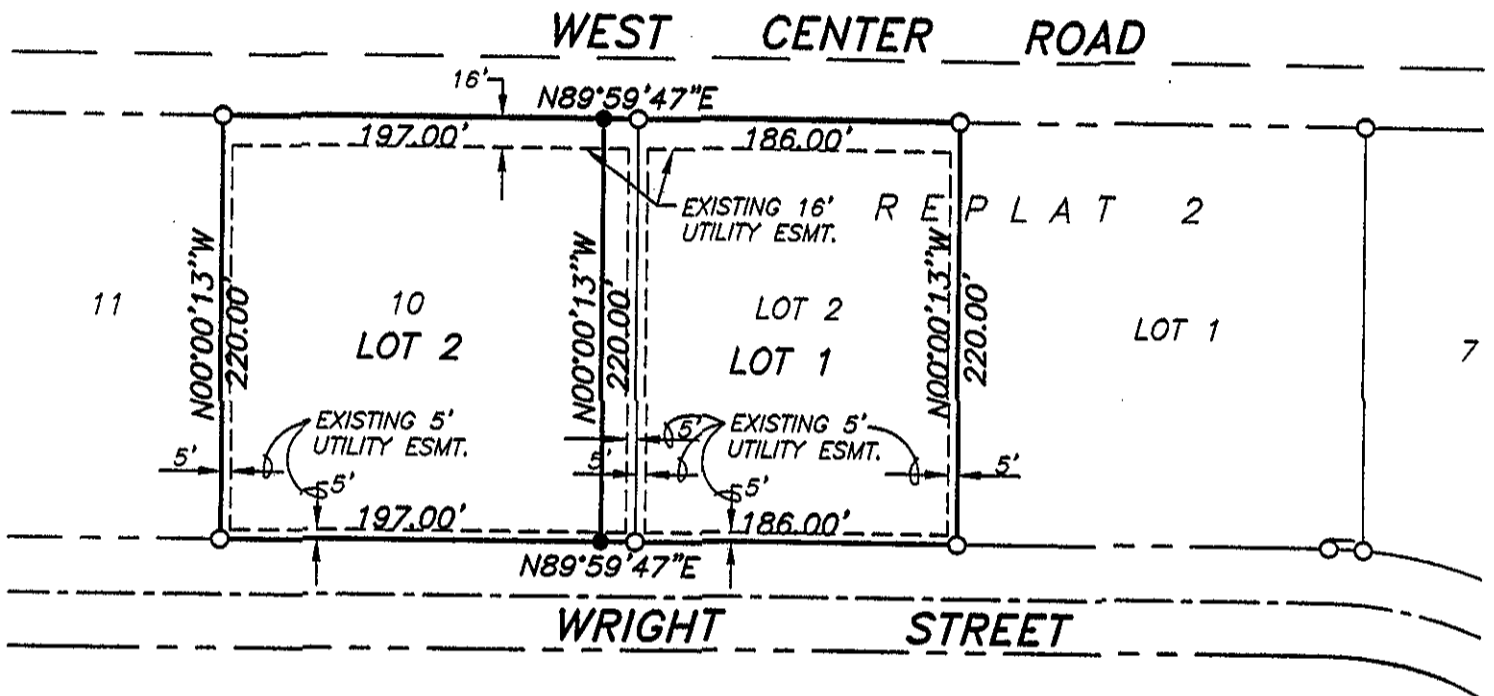 WEST CENTER ROAD
16'
N89°59'47"E
197.00' 186.00'
EXISTING 16'
UTILITY ESMT.
REPLAT 2
N00°00'13"W
220.00'
N00°00'13"W
220.00'
N00°00'13"W
220.00'
11
10
LOT 2
LOT 2
LOT 1
LOT 1
7
EXISTING 5'
UTILITY ESMT.
EXISTING 5'
UTILITY ESMT.
5'
5'
5'
5'
5'
5'
197.00' 186.00'
N89°59'47"E
WRIGHT STREET